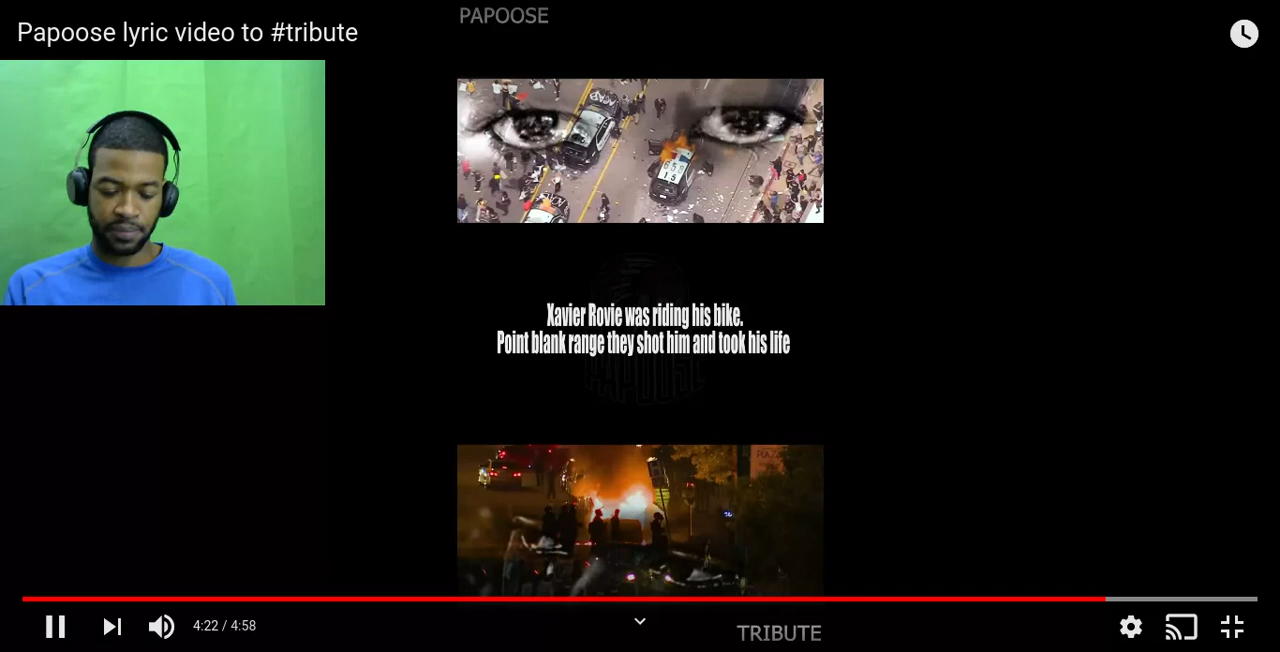 PAPOOSE
Papoose lyric video to #tribute
Xavier Rovie was riding his bike.
Point blank range they shot him and took his life
PAPOOSE
4:22 / 4:58
TRIBUTE